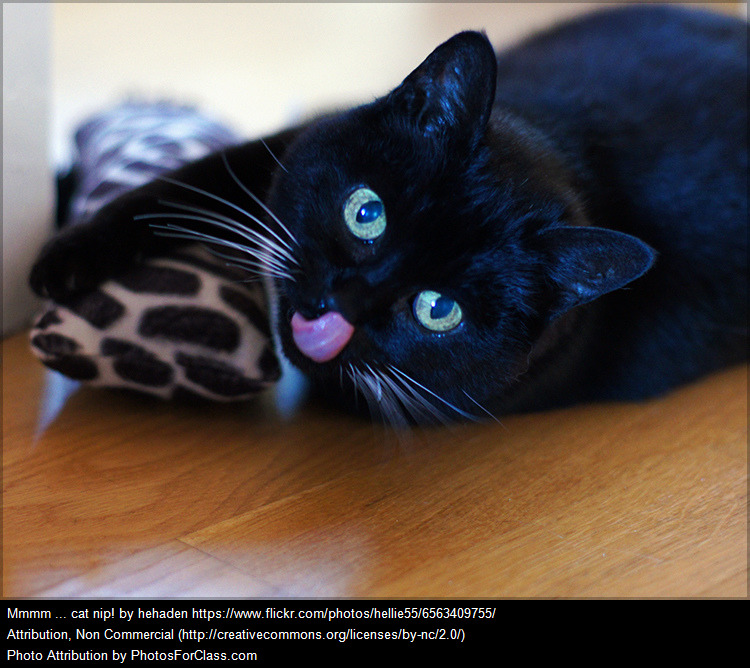 Mmmm ... cat nip! by hehaden https://www.flickr.com/photos/hellie55/6563409755/
Attribution, Non Commercial (http://creativecommons.org/licenses/by-nc/2.0/)
Photo Attribution by PhotosForClass.com